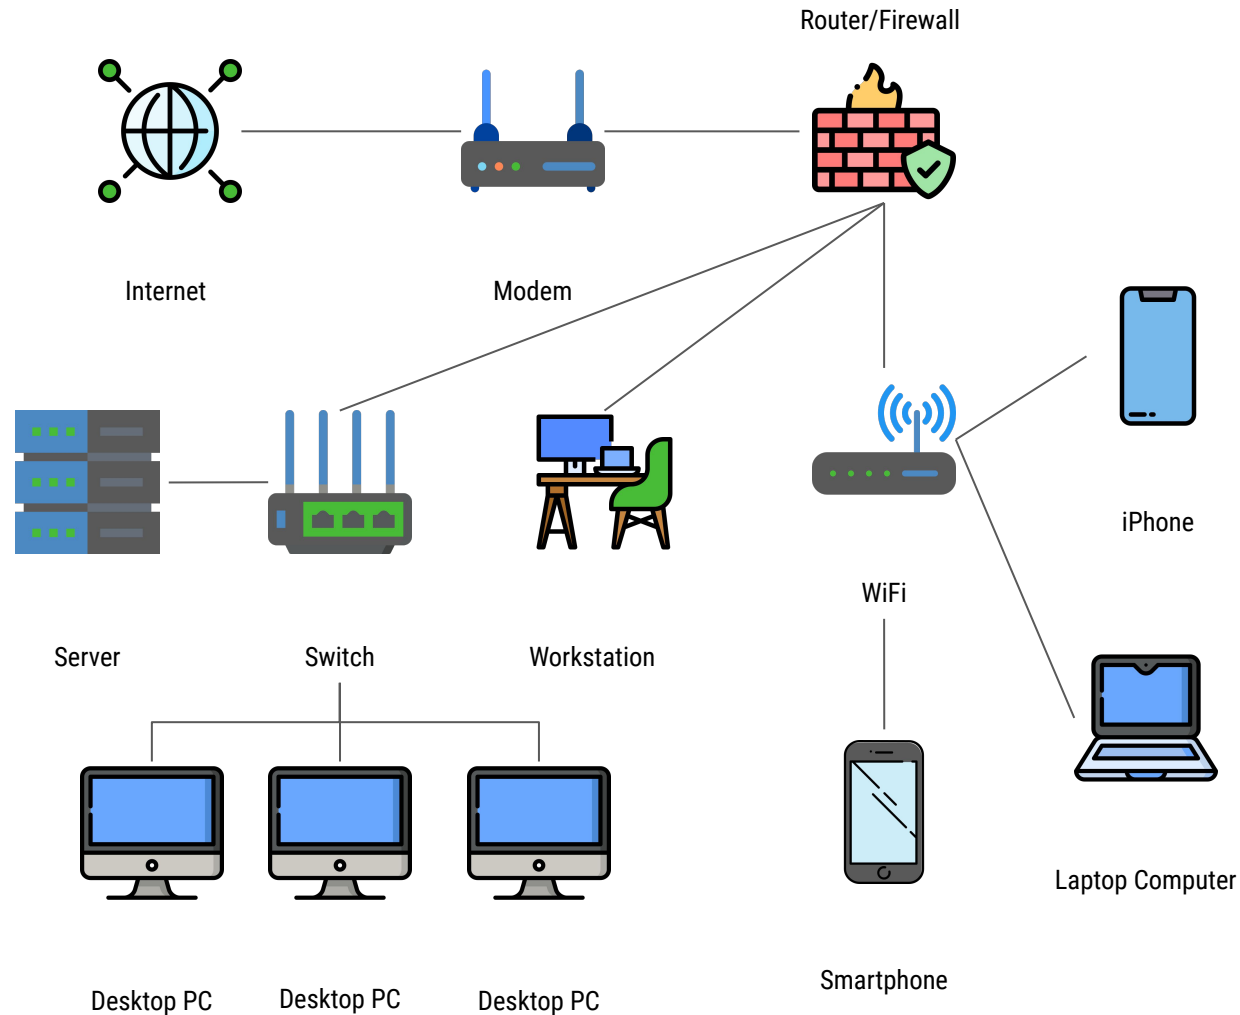 Router/Firewall
Internet
Modem
iPhone
WiFi
Server
Switch
Workstation
Laptop Computer
Smartphone
Desktop PC
Desktop PC
Desktop PC